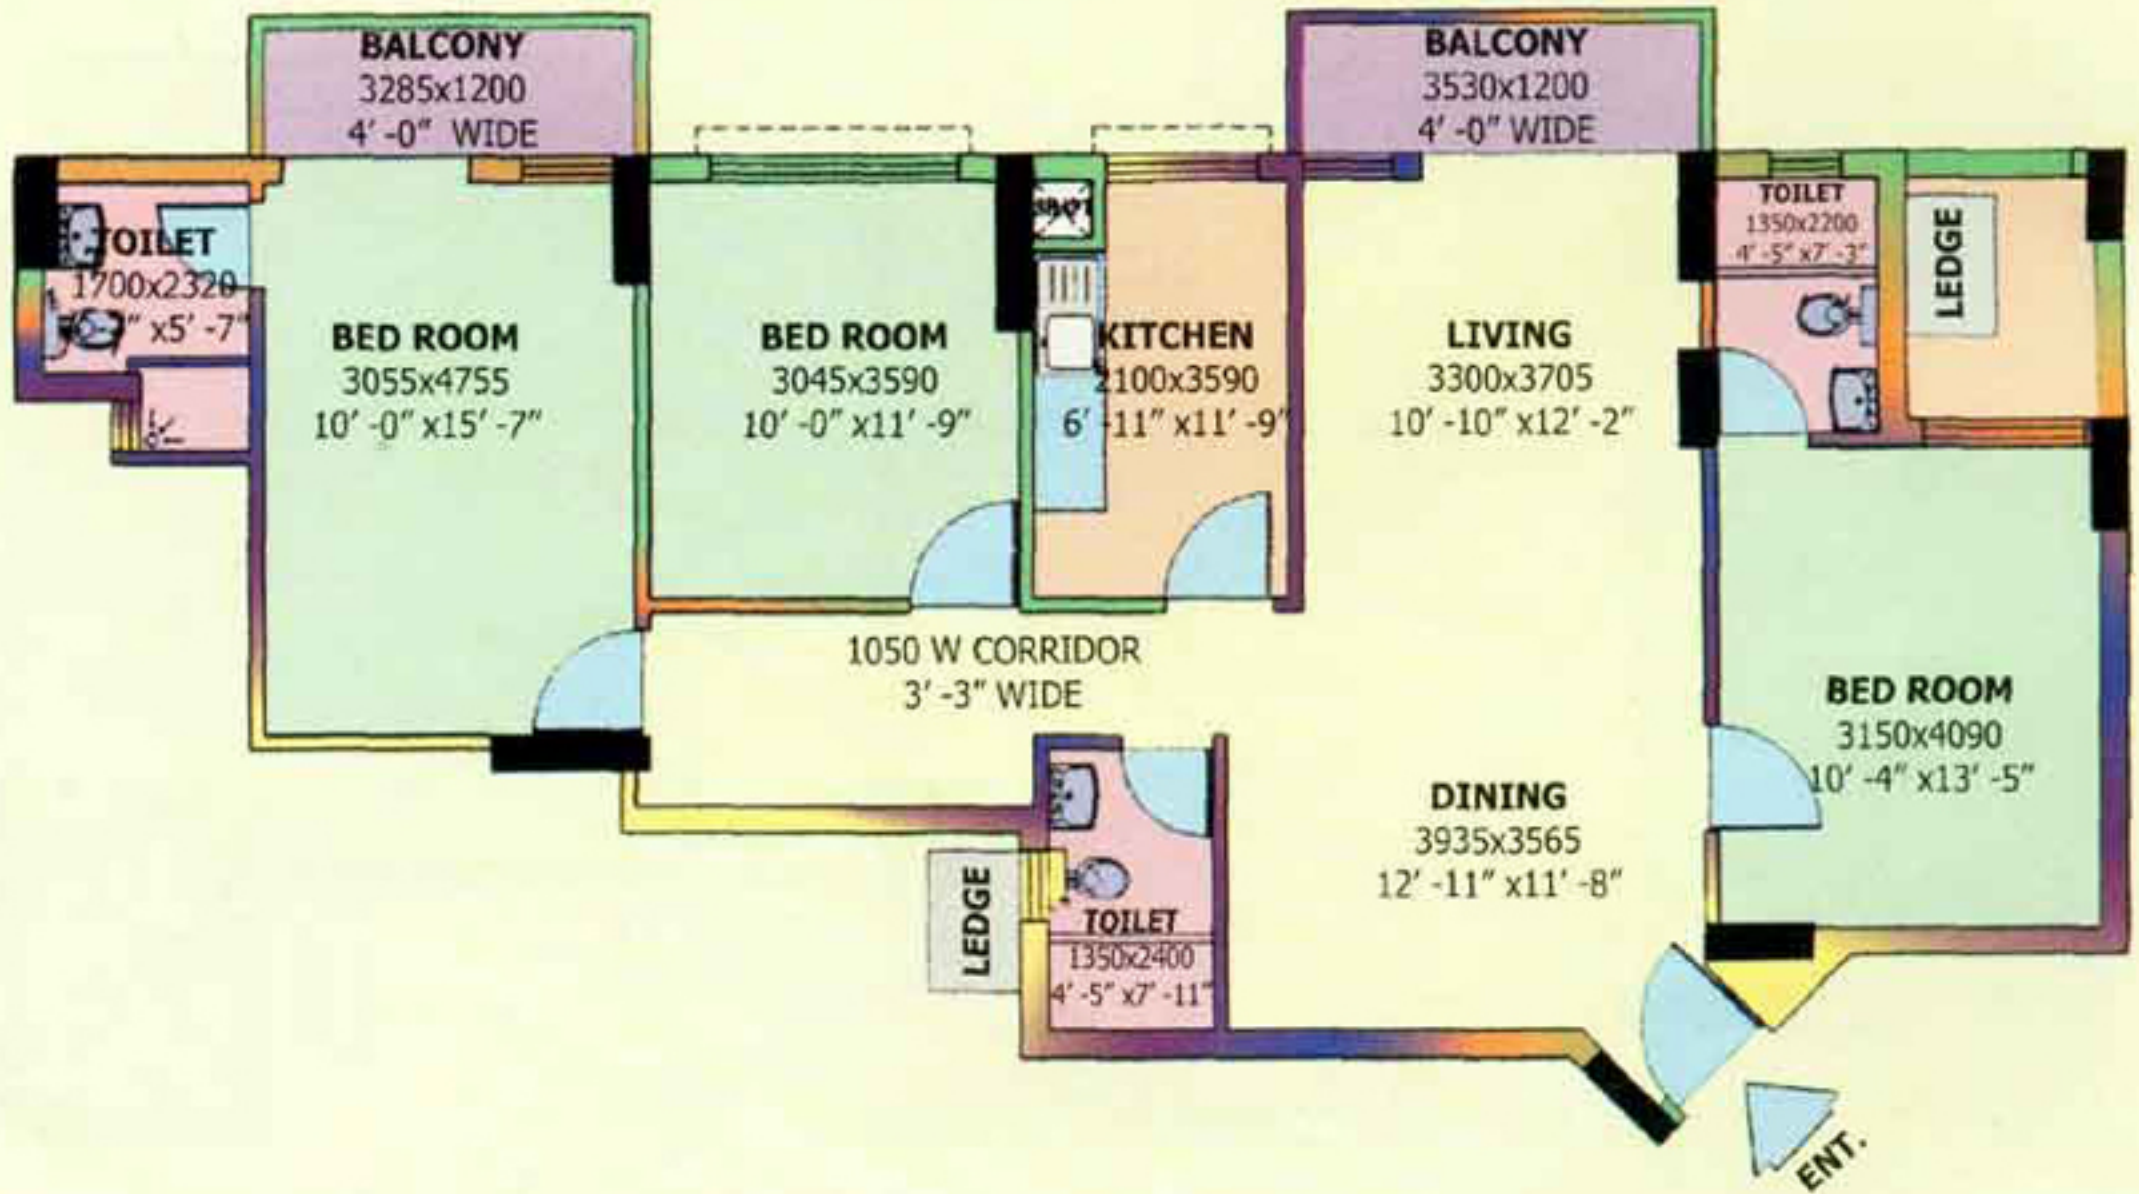 BALCONY
3285x1200
4' -0" WIDE
BALCONY
3530x1200
4' -0" WIDE
TOILET
1700x2320
x5' -7"
BED ROOM
3055x4755
10' -0" x15' -7"
BED ROOM
3045x3590
10' -0" x11' -9"
KITCHEN
2100x3590
6' -11" x11' -9"
LIVING
3300x3705
10' -10" x12' -2"
TOILET
1350x2200
4' -5" x7' -3"
LEDGE
1050 W CORRIDOR
3' -3" WIDE
BED ROOM
3150x4090
10' -4" x13' -5"
DINING
3935x3565
12' -11" x11' -8"
LEDGE
TOILET
1350x2400
4' -5" x7' -11"
ENT.